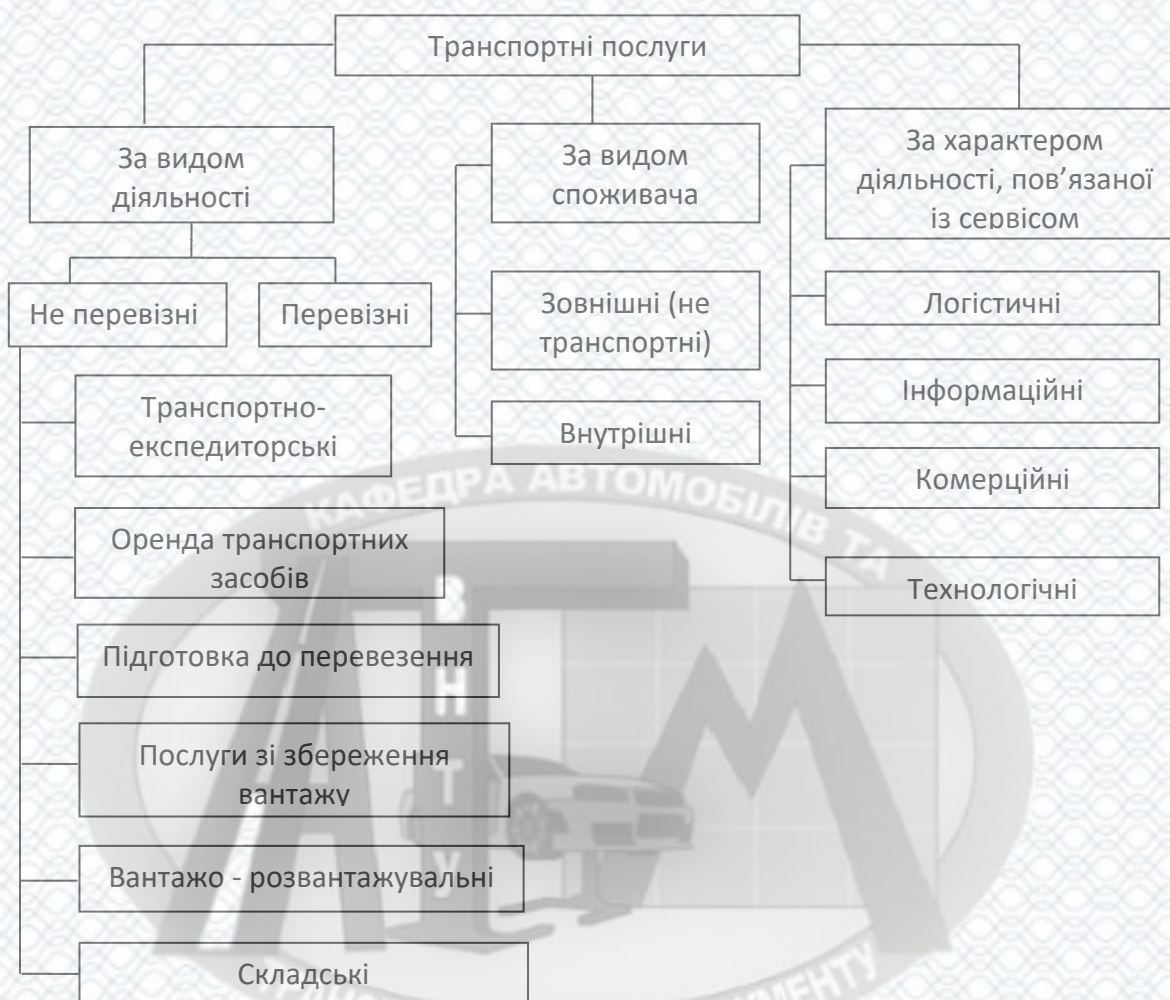 Транспортні послуги
За видом
діяльності
За видом
споживача
За характером
діяльності, пов’язаної
із сервісом
Не перевізні
Перевізні
Зовнішні (не
транспортні)
Внутрішні
Логістичні
Інформаційні
Комерційні
Технологічні
Транспортно-
експедиторські
Оренда транспортних
засобів
Підготовка до перевезення
Послуги зі збереження
вантажу
Вантажо - розвантажувальні
Складські
КАФЕДРА АВТОМОБІЛІВ ТА
ВНТУ